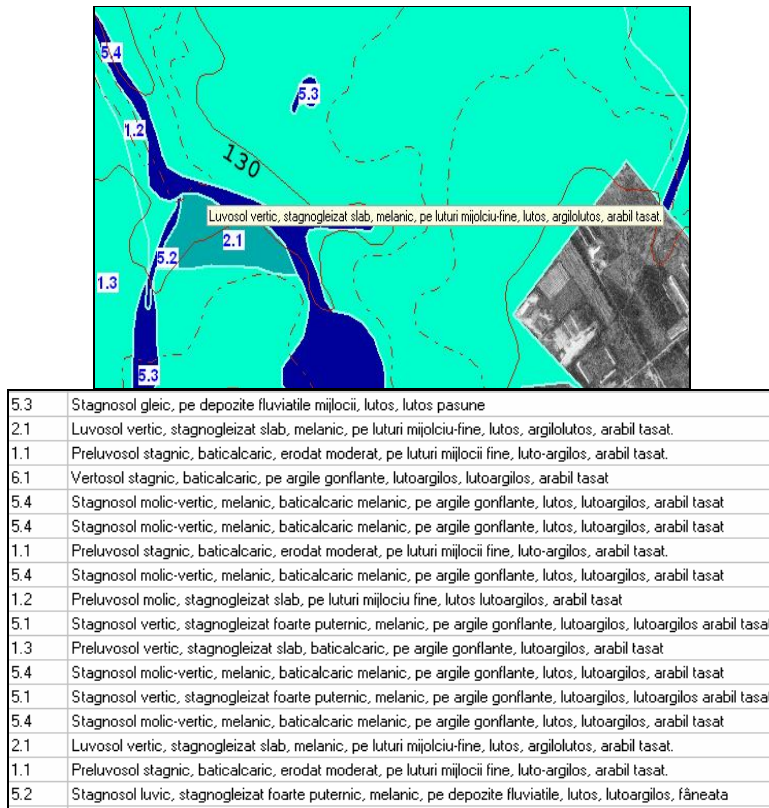 5.4
5.3
1.2
130
Luvosol vertic, stagnogleizat slab, melanic, pe luturi mijolciu-fine, lutos, argilolutos, arabil tasat.
2.1
5.2
1.3
5.3
5.3 Stagnosol gleic, pe depozite fluviatile mijlocii, lutos, lutos pasune
2.1 Luvosol vertic, stagnogleizat slab, melanic, pe luturi mijolciu-fine, lutos, argilolutos, arabil tasat.
1.1 Preluvosol stagnic, baticalcaric, erodat moderat, pe luturi mijlocii fine, luto-argilos, arabil tasat.
6.1 Vertosol stagnic, baticalcaric, pe argile gonflante, lutoargilos, lutoargilos, arabil tasat
5.4 Stagnosol molic-vertic, melanic, baticalcaric melanic, pe argile gonflante, lutos, lutoargilos, arabil tasat
5.4 Stagnosol molic-vertic, melanic, baticalcaric melanic, pe argile gonflante, lutos, lutoargilos, arabil tasat
1.1 Preluvosol stagnic, baticalcaric, erodat moderat, pe luturi mijlocii fine, luto-argilos, arabil tasat.
5.4 Stagnosol molic-vertic, melanic, baticalcaric melanic, pe argile gonflante, lutos, lutoargilos, arabil tasat
1.2 Preluvosol molic, stagnogleizat slab, pe luturi mijlociu fine, lutos lutoargilos, arabil tasat
5.1 Stagnosol vertic, stagnogleizat foarte puternic, melanic, pe argile gonflante, lutoargilos, lutoargilos arabil tasat
1.3 Preluvosol vertic, stagnogleizat slab, baticalcaric, pe argile gonflante, lutoargilos, arabil tasat
5.4 Stagnosol molic-vertic, melanic, baticalcaric melanic, pe argile gonflante, lutos, lutoargilos, arabil tasat
5.1 Stagnosol vertic, stagnogleizat foarte puternic, melanic, pe argile gonflante, lutoargilos, lutoargilos arabil tasat
5.4 Stagnosol molic-vertic, melanic, baticalcaric melanic, pe argile gonflante, lutos, lutoargilos, arabil tasat
2.1 Luvosol vertic, stagnogleizat slab, melanic, pe luturi mijolciu-fine, lutos, argilolutos, arabil tasat.
1.1 Preluvosol stagnic, baticalcaric, erodat moderat, pe luturi mijlocii fine, luto-argilos, arabil tasat.
5.2 Stagnosol luvic, stagnogleizat foarte puternic, melanic, pe depozite fluviatile, lutos, lutoargilos, fâneata